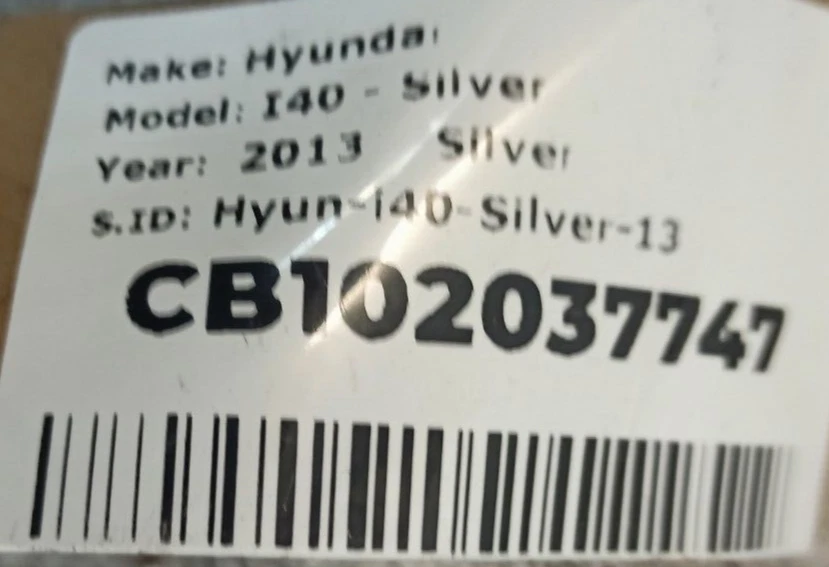 Make: Hyundai
Model: I40 - Silver
Year: 2013 Silver
S.ID: Hyun-i40-Silver-13
CB102037747